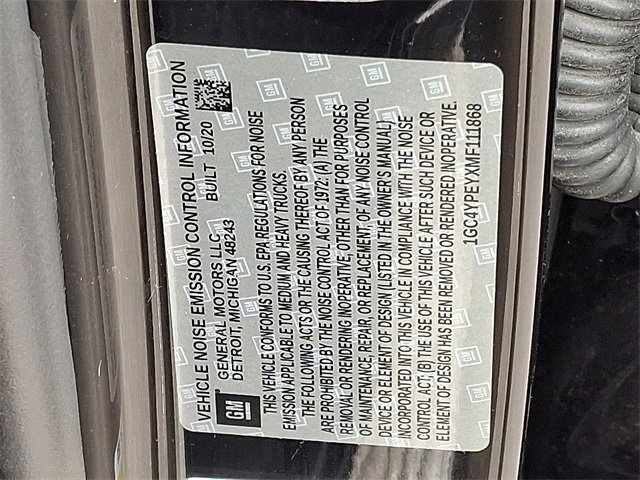 VEHICLE NOISE EMISSION CONTROL INFORMATION
GM
GENERAL MOTORS LLC
DETROIT, MICHIGAN 48243
BUILT 10/20
THIS VEHICLE CONFORMS TO U.S. EPA REGULATIONS FOR NOISE
EMISSION APPLICABLE TO MEDIUM AND HEAVY TRUCKS.
THE FOLLOWING ACTS OR THE CAUSING THEREOF BY ANY PERSON
ARE PROHIBITED BY THE NOISE CONTROL ACT OF 1972: (A) THE
REMOVAL OR RENDERING INOPERATIVE, OTHER THAN FOR PURPOSES
OF MAINTENANCE, REPAIR, OR REPLACEMENT, OF ANY NOISE CONTROL
DEVICE OR ELEMENT OF DESIGN (LISTED IN THE OWNER'S MANUAL)
INCORPORATED INTO THIS VEHICLE IN COMPLIANCE WITH THE NOISE
CONTROL ACT; (B) THE USE OF THIS VEHICLE AFTER SUCH DEVICE OR
ELEMENT OF DESIGN HAS BEEN REMOVED OR RENDERED INOPERATIVE.
1GC4YPEYXMF111868